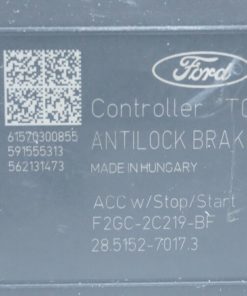 Ford
Controller "TO
61570300855
ANTILOCK BRAK
591555313
562131473
MADE IN HUNGARY
ACC w/Stop/Start
F2GC-2C219-BF
28.5152-7017.3